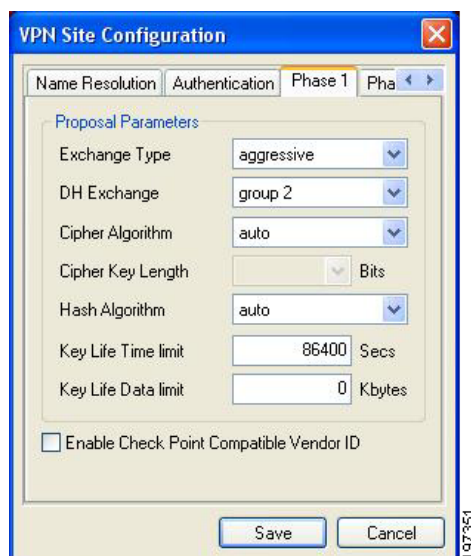 VPN Site Configuration
Name Resolution Authentication Phase 1 Pha
Proposal Parameters
Exchange Type aggressive
DH Exchange group 2
Cipher Algorithm auto
Cipher Key Length Bits
Hash Algorithm auto
Key Life Time limit 86400 Secs
Key Life Data limit 0 Kbytes
Enable Check Point Compatible Vendor ID
Save Cancel
97351